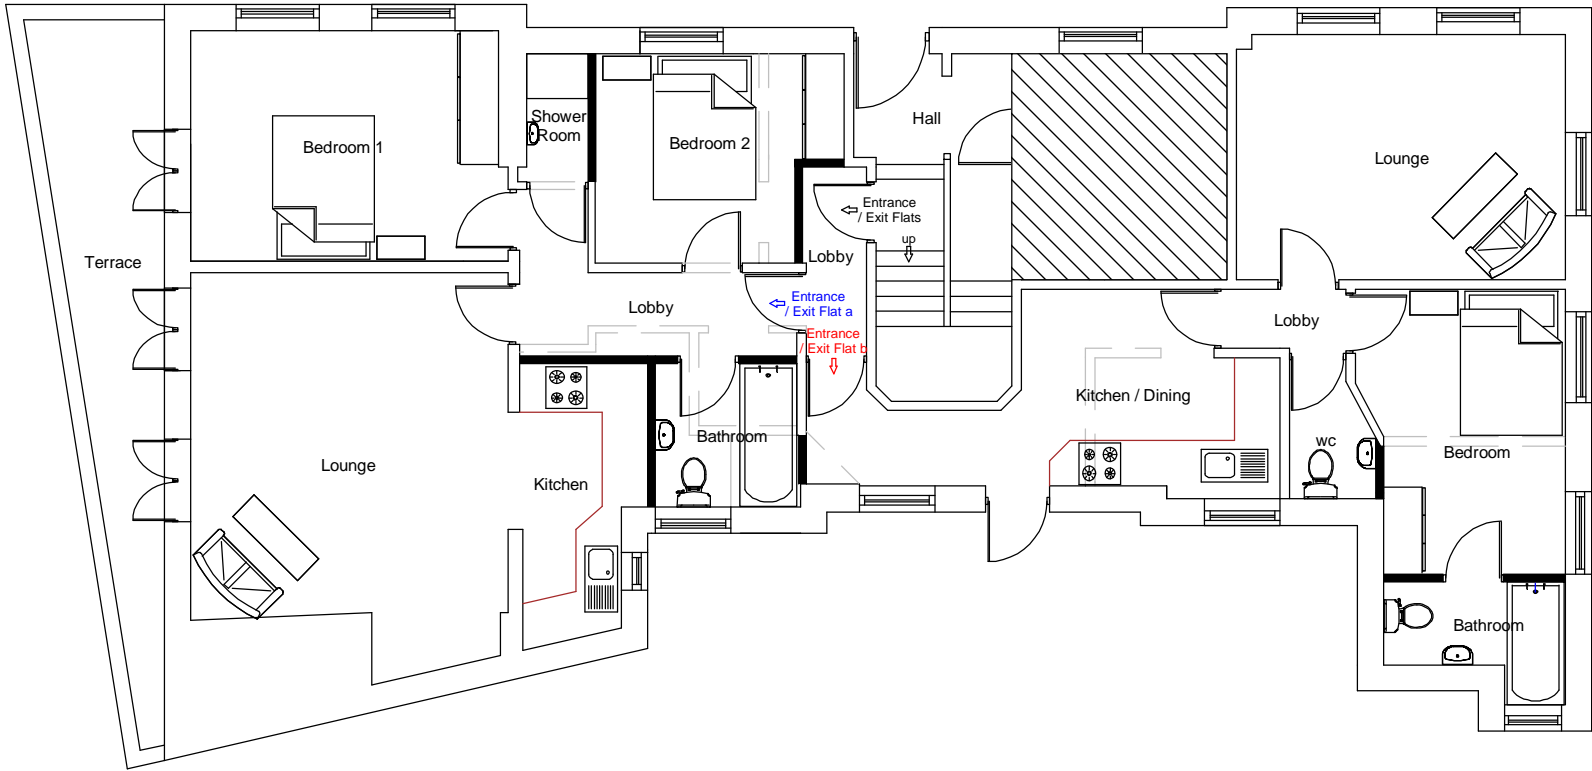 Bedroom 1
Shower
Room
Bedroom 2
Hall
Lounge
Entrance
/ Exit Flats
up
Terrace
Lobby
Lobby
Entrance
/ Exit Flat a
Entrance
/ Exit Flat b
Lobby
Kitchen / Dining
Lounge
Kitchen
Bathroom
wc
Bedroom
Bathroom